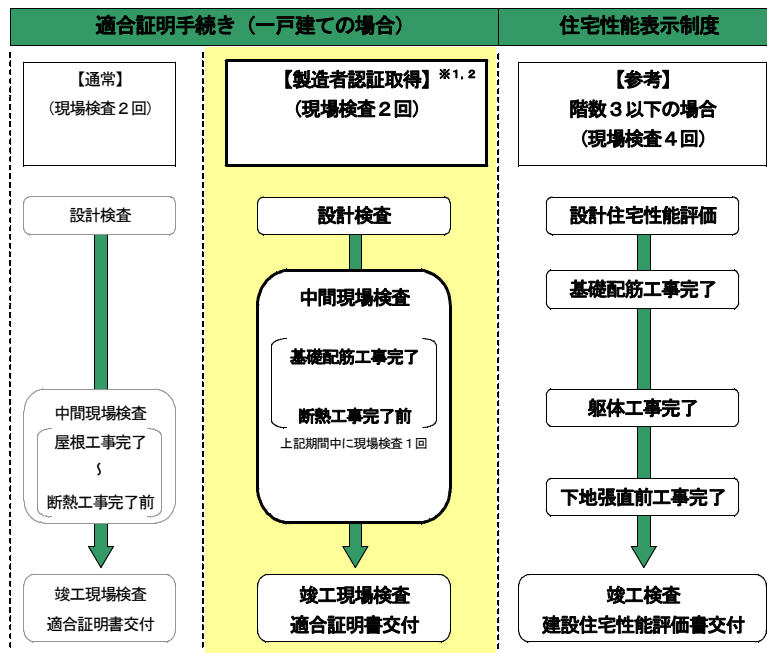 適合証明手続き（一戸建ての場合）
住宅性能表示制度
【通常】
（現場検査２回）
設計検査
中間現場検査
屋根工事完了
～
断熱工事完了前
竣工現場検査
適合証明書交付
【製造者認証取得】※1,2
（現場検査２回）
設計検査
中間現場検査
基礎配筋工事完了
断熱工事完了前
上記期間中に現場検査１回
竣工現場検査
適合証明書交付
【参考】
階数３以下の場合
（現場検査４回）
設計住宅性能評価
基礎配筋工事完了
躯体工事完了
下地張直前工事完了
竣工検査
建設住宅性能評価書交付